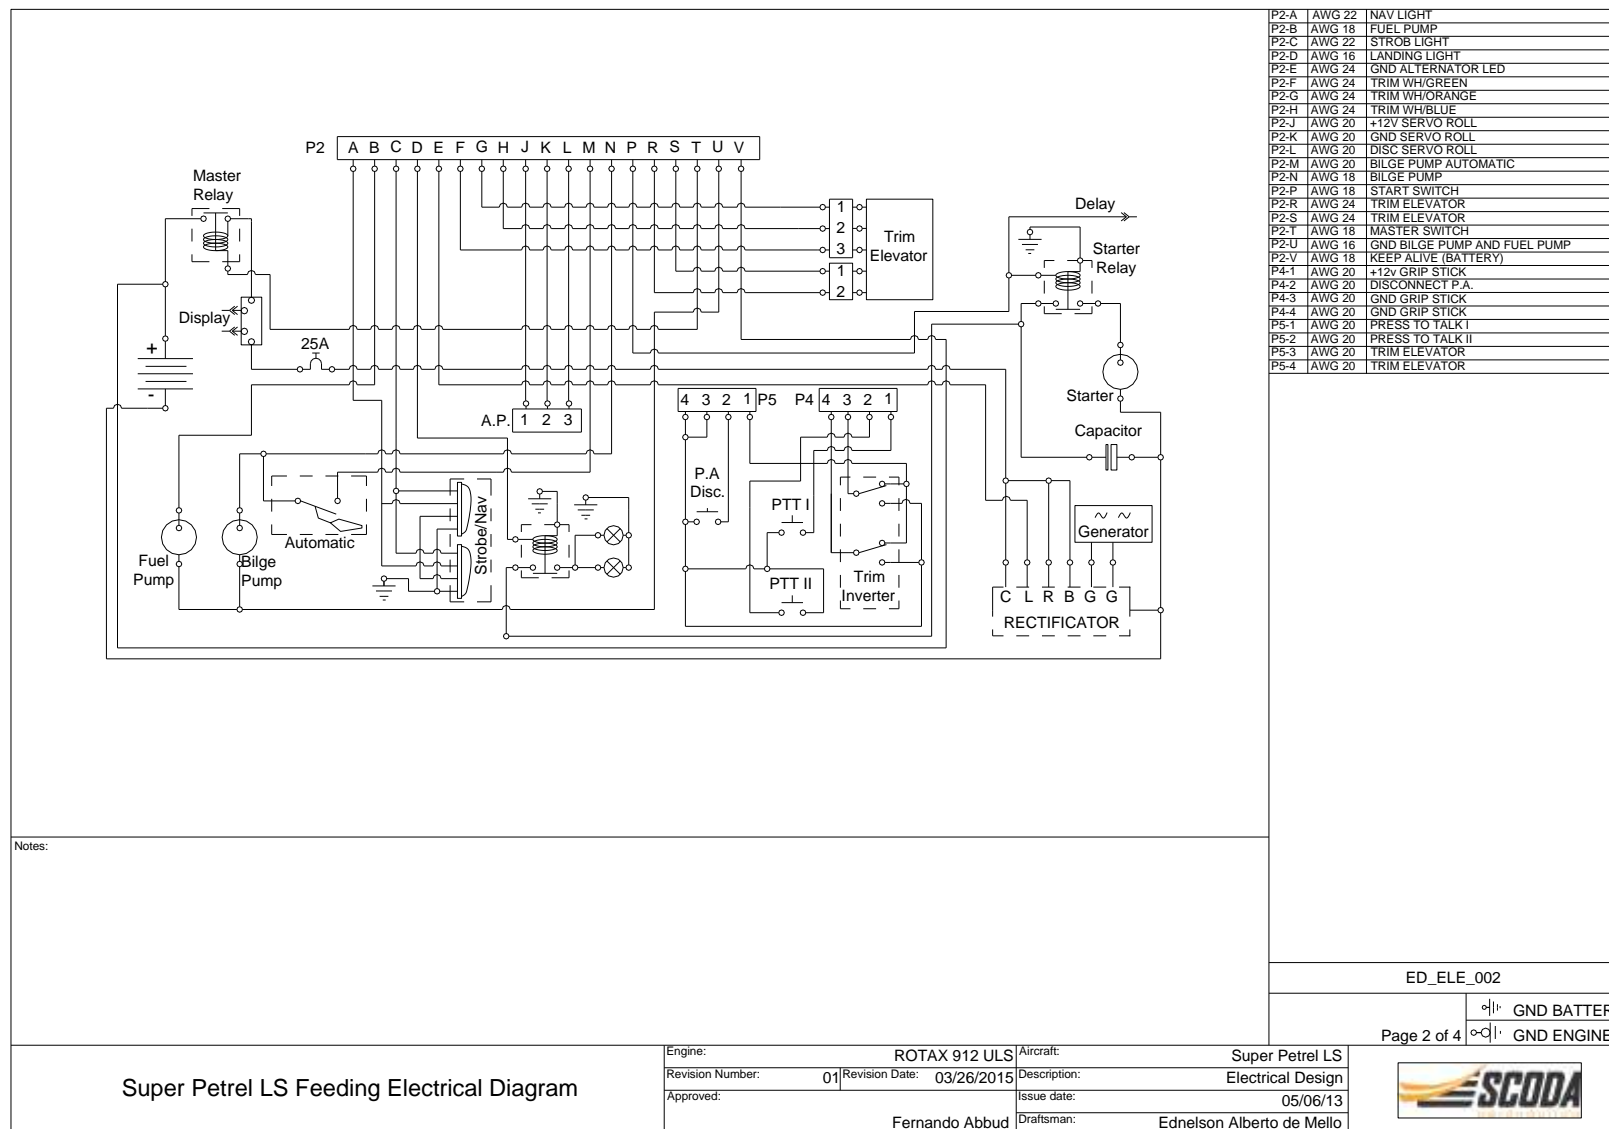 P2-A AWG 22 NAV LIGHT
P2-B AWG 18 FUEL PUMP
P2-C AWG 22 STROB LIGHT
P2-D AWG 16 LANDING LIGHT
P2-E AWG 24 GND ALTERNATOR LED
P2-F AWG 24 TRIM WH/GREEN
P2-G AWG 24 TRIM WH/ORANGE
P2-H AWG 24 TRIM WH/BLUE
P2-J AWG 20 +12V SERVO ROLL
P2-K AWG 20 GND SERVO ROLL
P2-L AWG 20 DISC SERVO ROLL
P2-M AWG 20 BILGE PUMP AUTOMATIC
P2-N AWG 18 BILGE PUMP
P2-P AWG 18 START SWITCH
P2-R AWG 24 TRIM ELEVATOR
P2-S AWG 24 TRIM ELEVATOR
P2-T AWG 18 MASTER SWITCH
P2-U AWG 16 GND BILGE PUMP AND FUEL PUMP
P2-V AWG 18 KEEP ALIVE (BATTERY)
P4-1 AWG 20 +12v GRIP STICK
P4-2 AWG 20 DISCONNECT P.A.
P4-3 AWG 20 GND GRIP STICK
P4-4 AWG 20 GND GRIP STICK
P5-1 AWG 20 PRESS TO TALK I
P5-2 AWG 20 PRESS TO TALK II
P5-3 AWG 20 TRIM ELEVATOR
P5-4 AWG 20 TRIM ELEVATOR
P2 A B C D E F G H J K L M N P R S T U V
Master
Relay
Display
25A
+
-
1
2
3
1
2
Trim
Elevator
Delay
Starter
Relay
Starter
Capacitor
A.P. 1 2 3
4 3 2 1 P5
P4 4 3 2 1
P.A
Disc.
PTT I
PTT II
Trim
Inverter
Automatic
Strobe/Nav
Fuel
Pump
Bilge
Pump
Generator
C L R B G G
RECTIFICATOR
Notes:
ED_ELE_002
GND BATTER
Page 2 of 4
GND ENGINE
Super Petrel LS Feeding Electrical Diagram
Engine: ROTAX 912 ULS
Aircraft: Super Petrel LS
Revision Number: 01
Revision Date: 03/26/2015
Description: Electrical Design
Approved: Fernando Abbud
Issue date: 05/06/13
Draftsman: Ednelson Alberto de Mello
SCODA